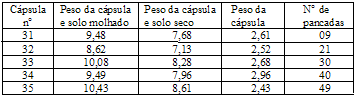 Cápsula nº Peso da cápsula e solo molhado Peso da cápsula e solo seco Peso da cápsula Nº de pancadas
31 9,48 7,68 2,61 09
32 8,62 7,13 2,52 21
33 10,08 8,28 2,68 30
34 9,49 7,96 2,96 40
35 10,43 8,61 2,43 49